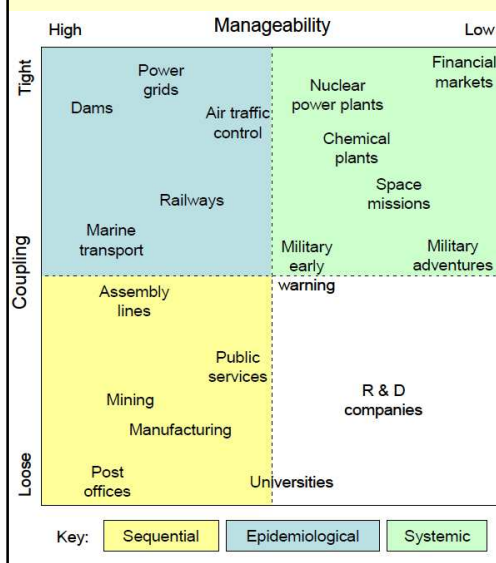 High Manageability Low
Tight
Coupling
Loose
Power
grids
Dams
Air traffic
control
Railways
Marine
transport
Nuclear
power plants
Financial
markets
Chemical
plants
Space
missions
Military
early
warning
Military
adventures
Assembly
lines
Public
services
Mining
Manufacturing
Post
offices
Universities
R & D
companies
Key: Sequential Epidemiological Systemic